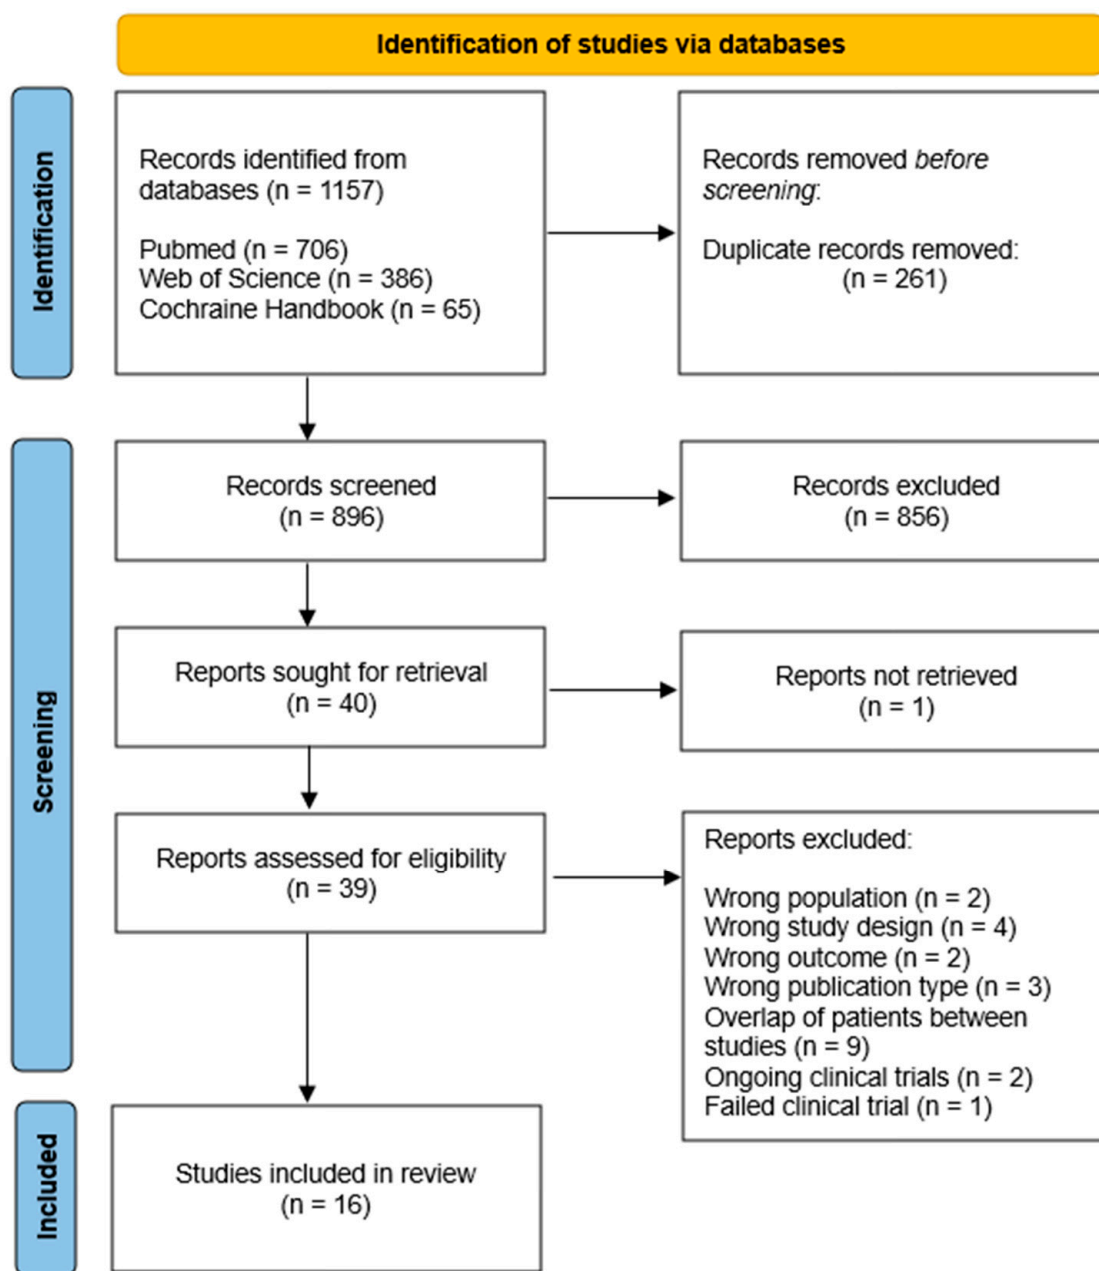 Identification of studies via databases
Identification
Records identified from
databases (n = 1157)
Pubmed (n = 706)
Web of Science (n = 386)
Cochraine Handbook (n = 65)
Records removed before
screening:
Duplicate records removed:
(n = 261)
Screening
Records screened
(n = 896)
Records excluded
(n = 856)
Reports sought for retrieval
(n = 40)
Reports not retrieved
(n = 1)
Reports assessed for eligibility
(n = 39)
Reports excluded:
Wrong population (n = 2)
Wrong study design (n = 4)
Wrong outcome (n = 2)
Wrong publication type (n = 3)
Overlap of patients between
studies (n = 9)
Ongoing clinical trials (n = 2)
Failed clinical trial (n = 1)
Included
Studies included in review
(n = 16)